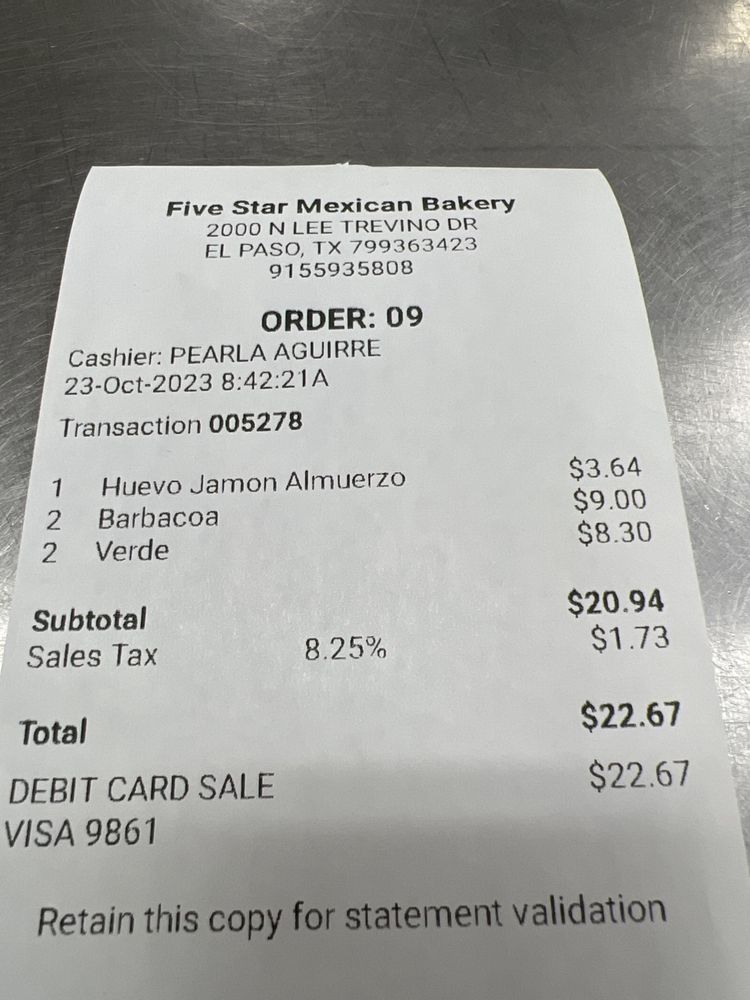 Five Star Mexican Bakery
2000 N LEE TREVINO DR
EL PASO, TX 799363423
9155935808
ORDER: 09
Cashier: PEARLA AGUIRRE
23-Oct-2023 8:42:21A
Transaction 005278
1 Huevo Jamon Almuerzo $3.64
2 Barbacoa $9.00
2 Verde $8.30
Subtotal $20.94
Sales Tax 8.25% $1.73
Total $22.67
DEBIT CARD SALE $22.67
VISA 9861
Retain this copy for statement validation